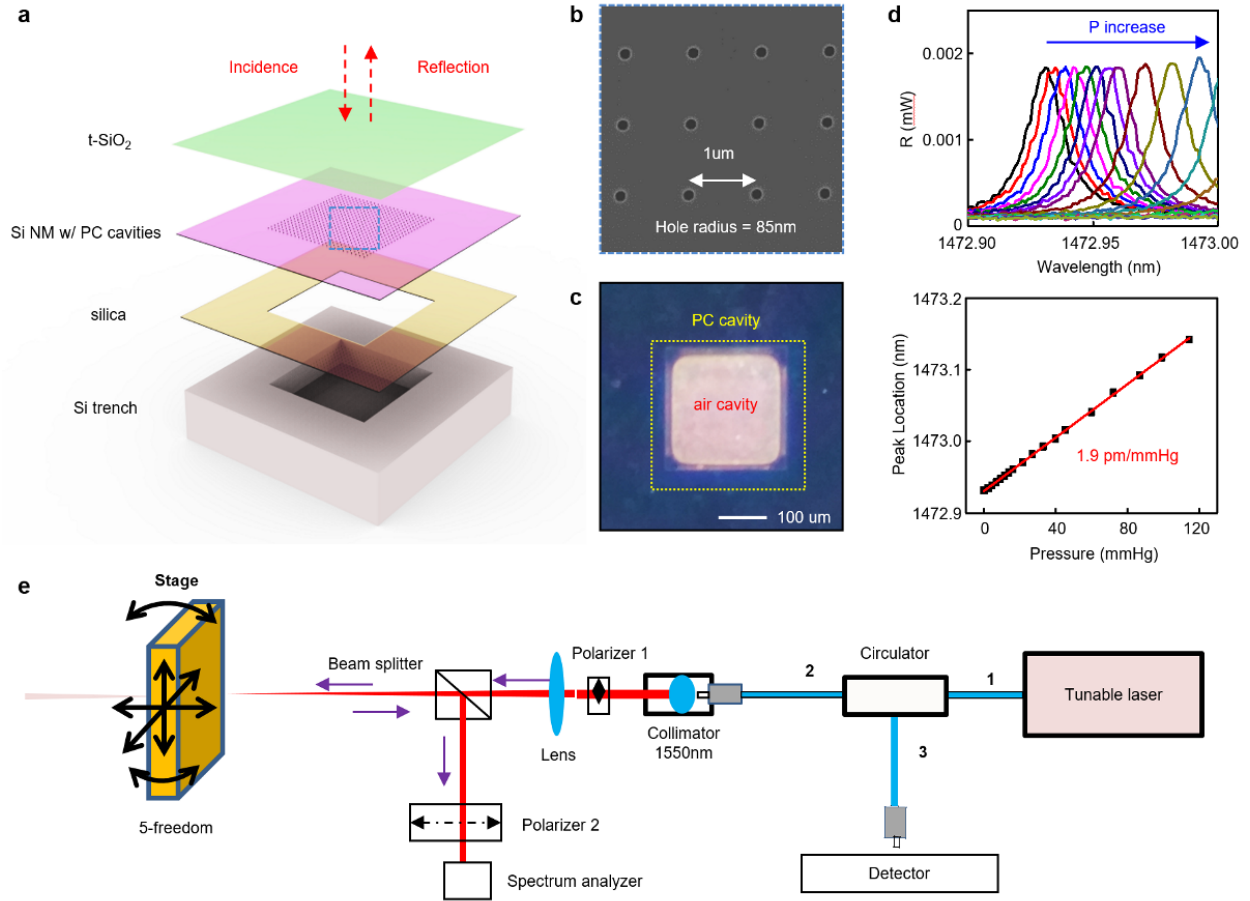 a
Incidence
Reflection
t-SiO2
Si NM w/ PC cavities
silica
Si trench
b
1um
Hole radius = 85nm
c
PC cavity
air cavity
100 um
d
P increase
R (mW)
0.002
0.001
0
1472.90
1472.95
1473.00
Wavelength (nm)
Peak Location (nm)
1473.2
1473.1
1473.0
1472.9
1.9 pm/mmHg
0
40
80
120
Pressure (mmHg)
e
Stage
5-freedom
Beam splitter
Lens
Polarizer 1
Collimator
1550nm
2
Circulator
1
Tunable laser
3
Detector
Polarizer 2
Spectrum analyzer